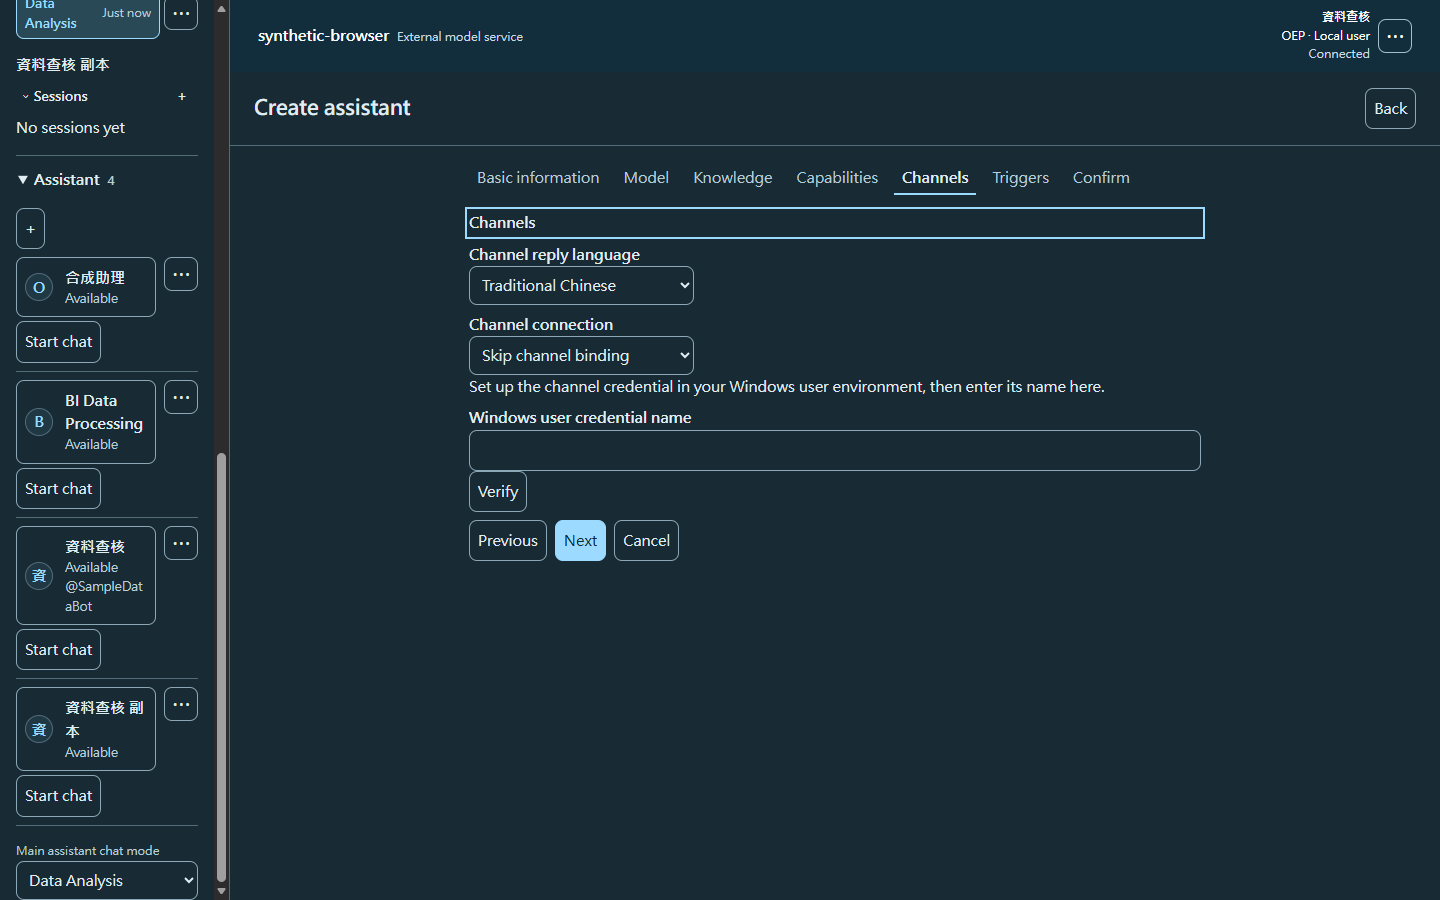 Data
Analysis
Just now
資料查核 副本
Sessions
+
No sessions yet
Assistant 4
+
O
合成助理
Available
Start chat
B
BI Data
Processing
Available
Start chat
資
資料查核
Available
@SampleDat
aBot
Start chat
資
資料查核 副
本
Available
Start chat
Main assistant chat mode
Data Analysis
synthetic-browser External model service
資料查核
OEP · Local user
Connected
Create assistant
Back
Basic information Model Knowledge Capabilities Channels Triggers Confirm
Channels
Channel reply language
Traditional Chinese
Channel connection
Skip channel binding
Set up the channel credential in your Windows user environment, then enter its name here.
Windows user credential name
Verify
Previous Next Cancel